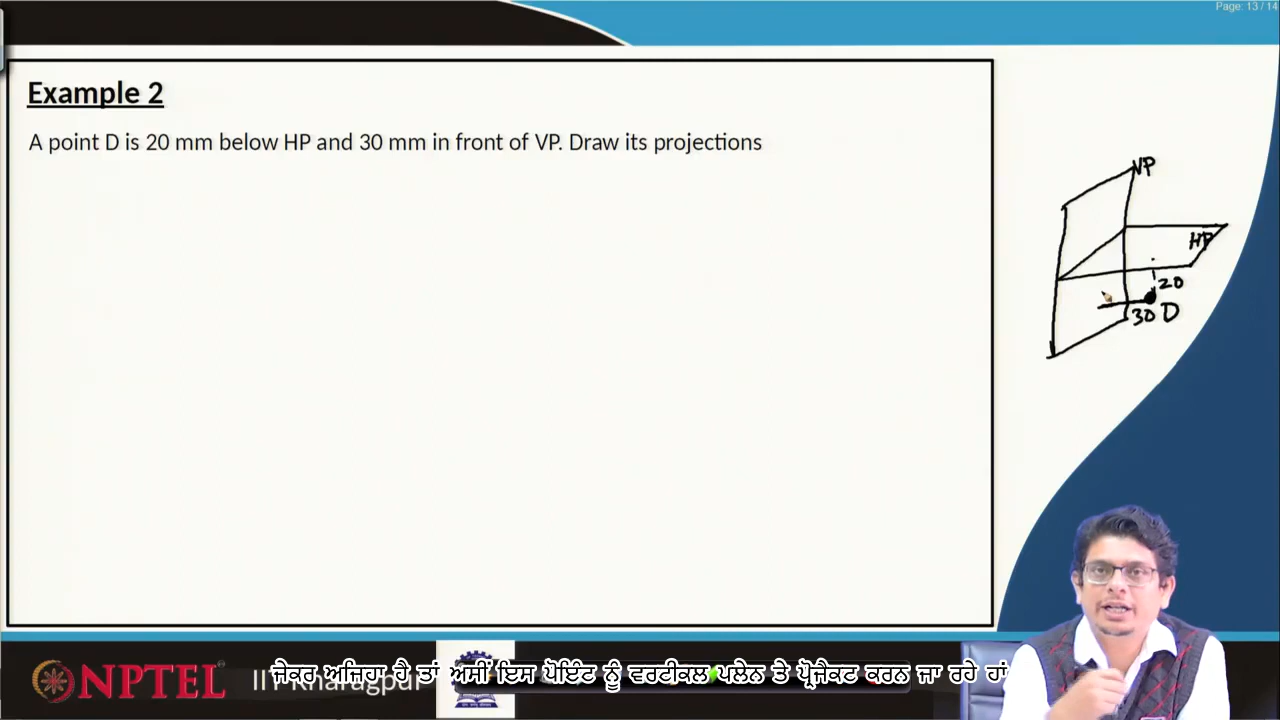 Page: 13 / 14
Example 2
A point D is 20 mm below HP and 30 mm in front of VP. Draw its projections
VP
HP
20
30 D
NPTEL
IIT Kharagpur
ਜੇਕਰ ਅਜਿਹਾ ਹੈ ਤਾਂ ਅਸੀਂ ਇਸ ਪੋਇੰਟ ਨੂੰ ਵਰਟੀਕਲ ਪਲੇਨ ਤੇ ਪ੍ਰੋਜੈਕਟ ਕਰਨ ਜਾ ਰਹੇ ਹਾਂ